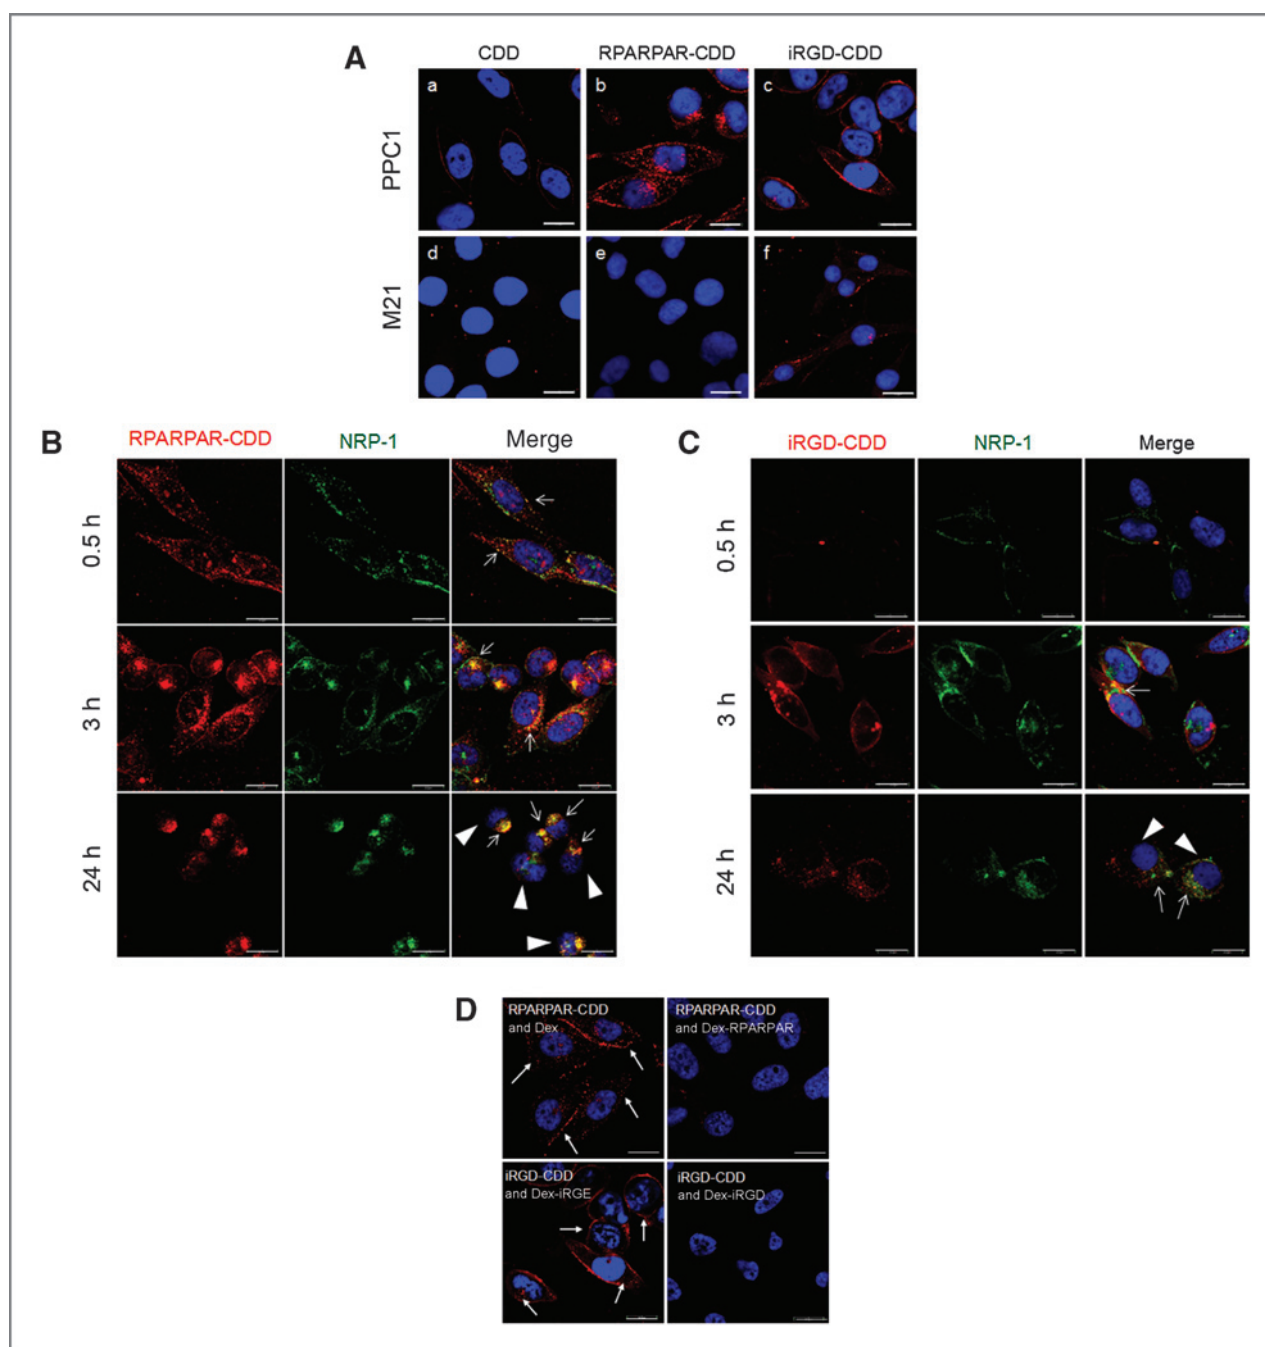 A
CDD RPARPAR-CDD iRGD-CDD
PPC1
a b c
M21
d e f
B
RPARPAR-CDD NRP-1 Merge
0.5 h
3 h
24 h
C
iRGD-CDD NRP-1 Merge
0.5 h
3 h
24 h
D
RPARPAR-CDD
and Dex
RPARPAR-CDD
and Dex-RPARPAR
iRGD-CDD
and Dex-iRGE
iRGD-CDD
and Dex-iRGD